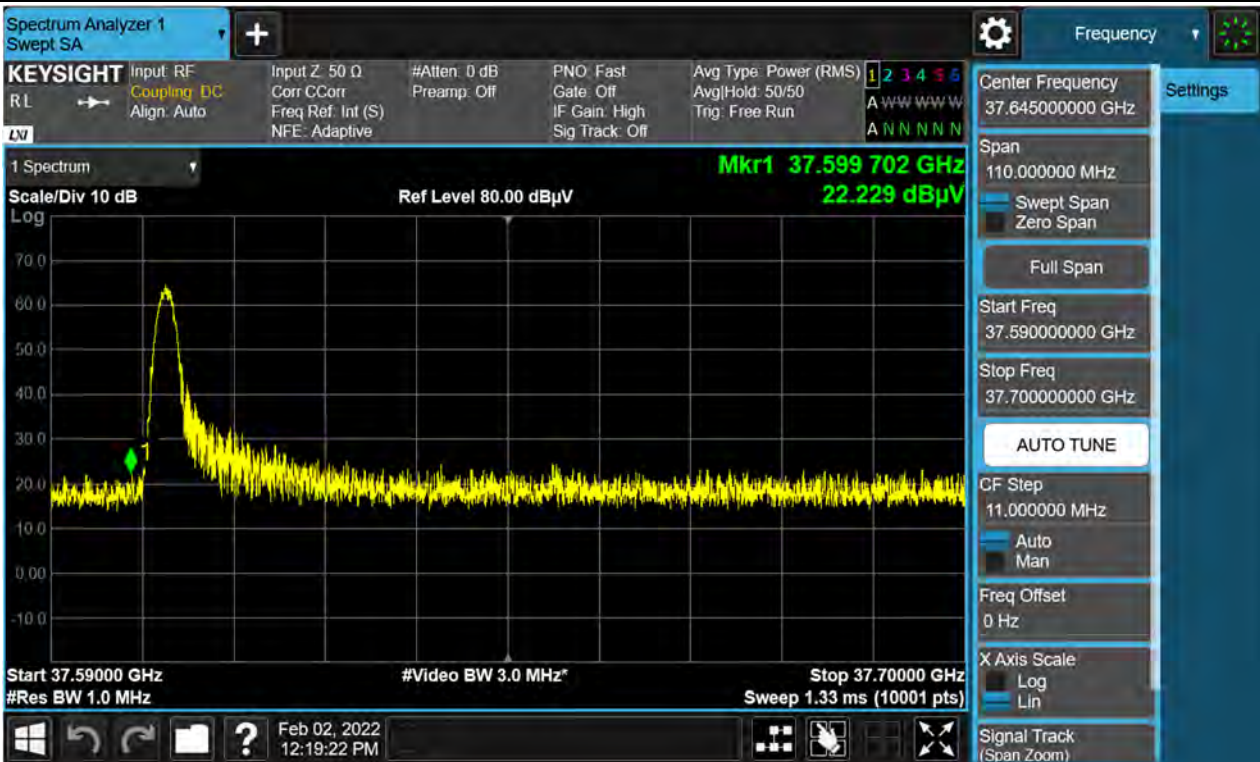 Spectrum Analyzer 1
Swept SA
+
Frequency
KEYSIGHT
RL
LXI
Input: RF
Coupling: DC
Align: Auto
Input Z: 50 Ω
Corr CCorr
Freq Ref: Int (S)
NFE: Adaptive
#Atten: 0 dB
Preamp: Off
PNO: Fast
Gate: Off
IF Gain: High
Sig Track: Off
Avg Type: Power (RMS)
Avg|Hold: 50/50
Trig: Free Run
1 2 3 4 5 6
A W W W W W
A N N N N N
1 Spectrum
Scale/Div 10 dB
Ref Level 80.00 dBµV
Mkr1 37.599 702 GHz
22.229 dBµV
Log
70.0
60.0
50.0
40.0
30.0
20.0
10.0
0.00
-10.0
1
Start 37.59000 GHz
#Video BW 3.0 MHz*
Stop 37.70000 GHz
#Res BW 1.0 MHz
Sweep 1.33 ms (10001 pts)
?
Feb 02, 2022
12:19:22 PM
Center Frequency
37.645000000 GHz
Span
110.000000 MHz
Swept Span
Zero Span
Full Span
Start Freq
37.590000000 GHz
Stop Freq
37.700000000 GHz
AUTO TUNE
CF Step
11.000000 MHz
Auto
Man
Freq Offset
0 Hz
X Axis Scale
Log
Lin
Signal Track
(Span Zoom)
Settings